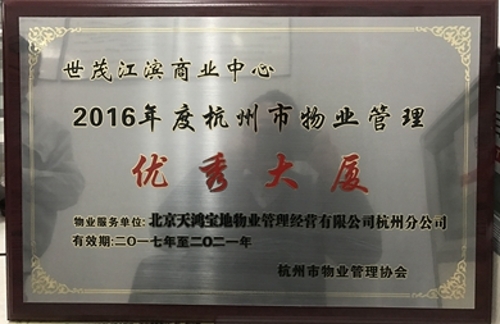 世茂江滨商业中心
2016年度杭州市物业管理
优秀大厦
物业服务单位:北京天鸿宝地物业管理经营有限公司杭州分公司
有效期:二〇一七年至二〇二一年
杭州市物业管理协会